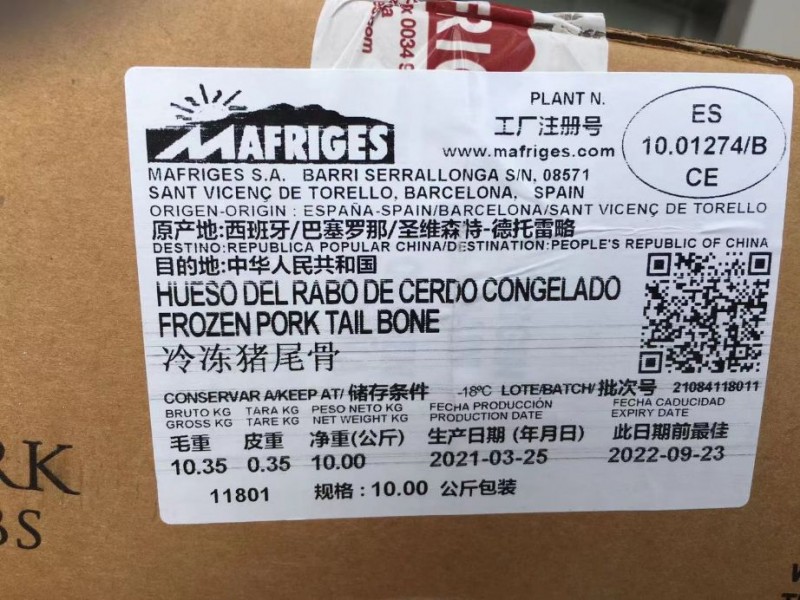 x 0034 9
MAFRIGES
PLANT N.
工厂注册号
www.mafriges.com
ES
10.01274/B
CE
MAFRIGES S.A. BARRI SERRALLONGA S/N, 08571
SANT VICENÇ DE TORELLO, BARCELONA, SPAIN
ORIGEN-ORIGIN : ESPAÑA-SPAIN/BARCELONA/SANT VICENÇ DE TORELLO
原产地:西班牙/巴塞罗那/圣维森特-德托雷略
DESTINO:REPUBLICA POPULAR CHINA/DESTINATION:PEOPLE'S REPUBLIC OF CHINA
目的地:中华人民共和国
HUESO DEL RABO DE CERDO CONGELADO
FROZEN PORK TAIL BONE
冷冻猪尾骨
CONSERVAR A/KEEP AT/ 储存条件 -18ºC LOTE/BATCH/ 批次号 21084118011
BRUTO KG TARA KG PESO NETO KG FECHA PRODUCCIÓN FECHA CADUCIDAD
GROSS KG TARE KG NET WEIGHT KG PRODUCTION DATE EXPIRY DATE
毛重 皮重 净重(公斤) 生产日期 (年月日) 此日期前最佳
10.35 0.35 10.00 2021-03-25 2022-09-23
11801 规格 : 10.00 公斤包装
RK
BS